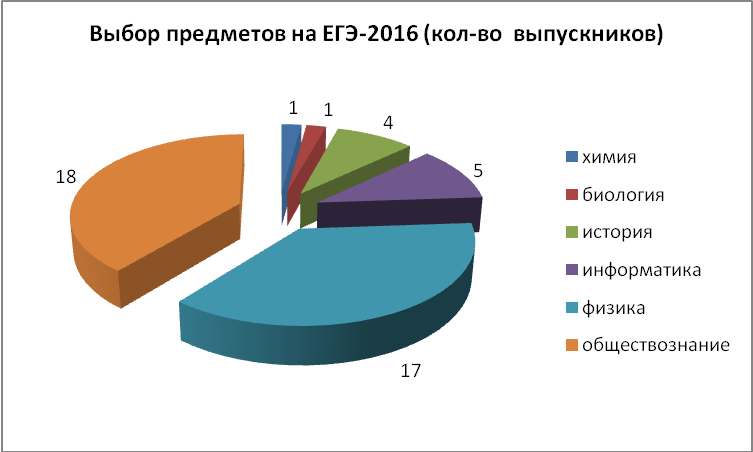 Выбор предметов на ЕГЭ-2016 (кол-во  выпускников)
1
1
4
5
17
18
химия
биология
история
информатика
физика
обществознание